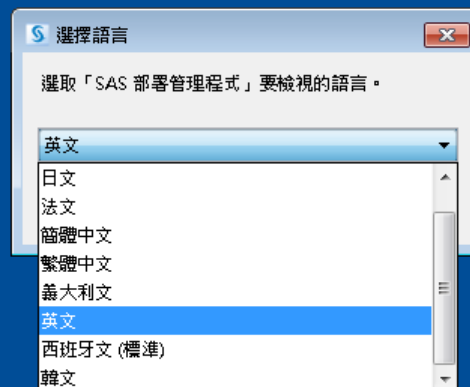 選擇語言
選取「SAS 部署管理程式」要檢視的語言。
英文
日文
法文
簡體中文
繁體中文
義大利文
英文
西班牙文 (標準)
韓文